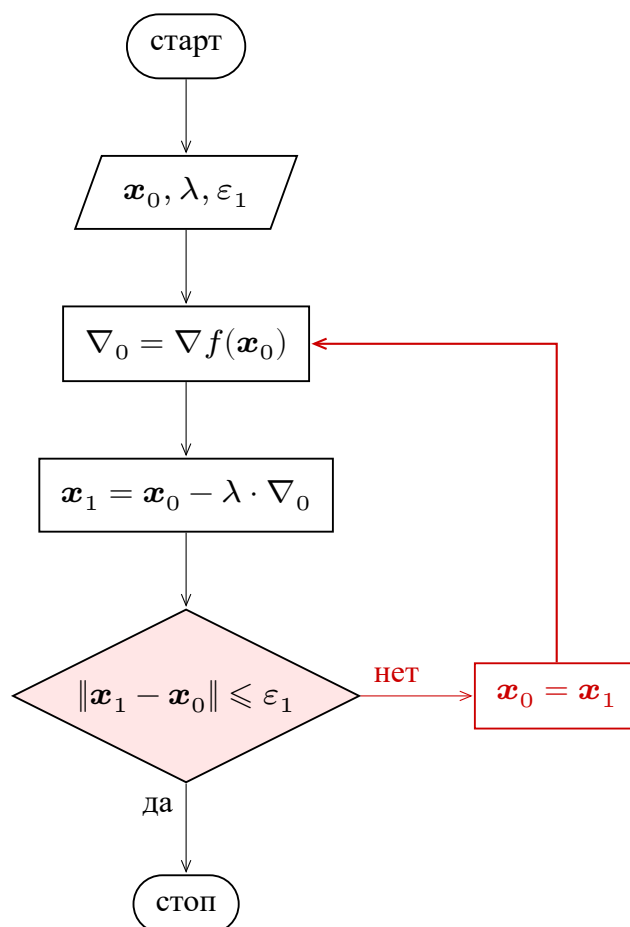 старт
𝒙₀, λ, ε₁
∇₀ = ∇f(𝒙₀)
𝒙₁ = 𝒙₀ − λ · ∇₀
‖𝒙₁ − 𝒙₀‖ ⩽ ε₁
нет
𝒙₀ = 𝒙₁
да
стоп